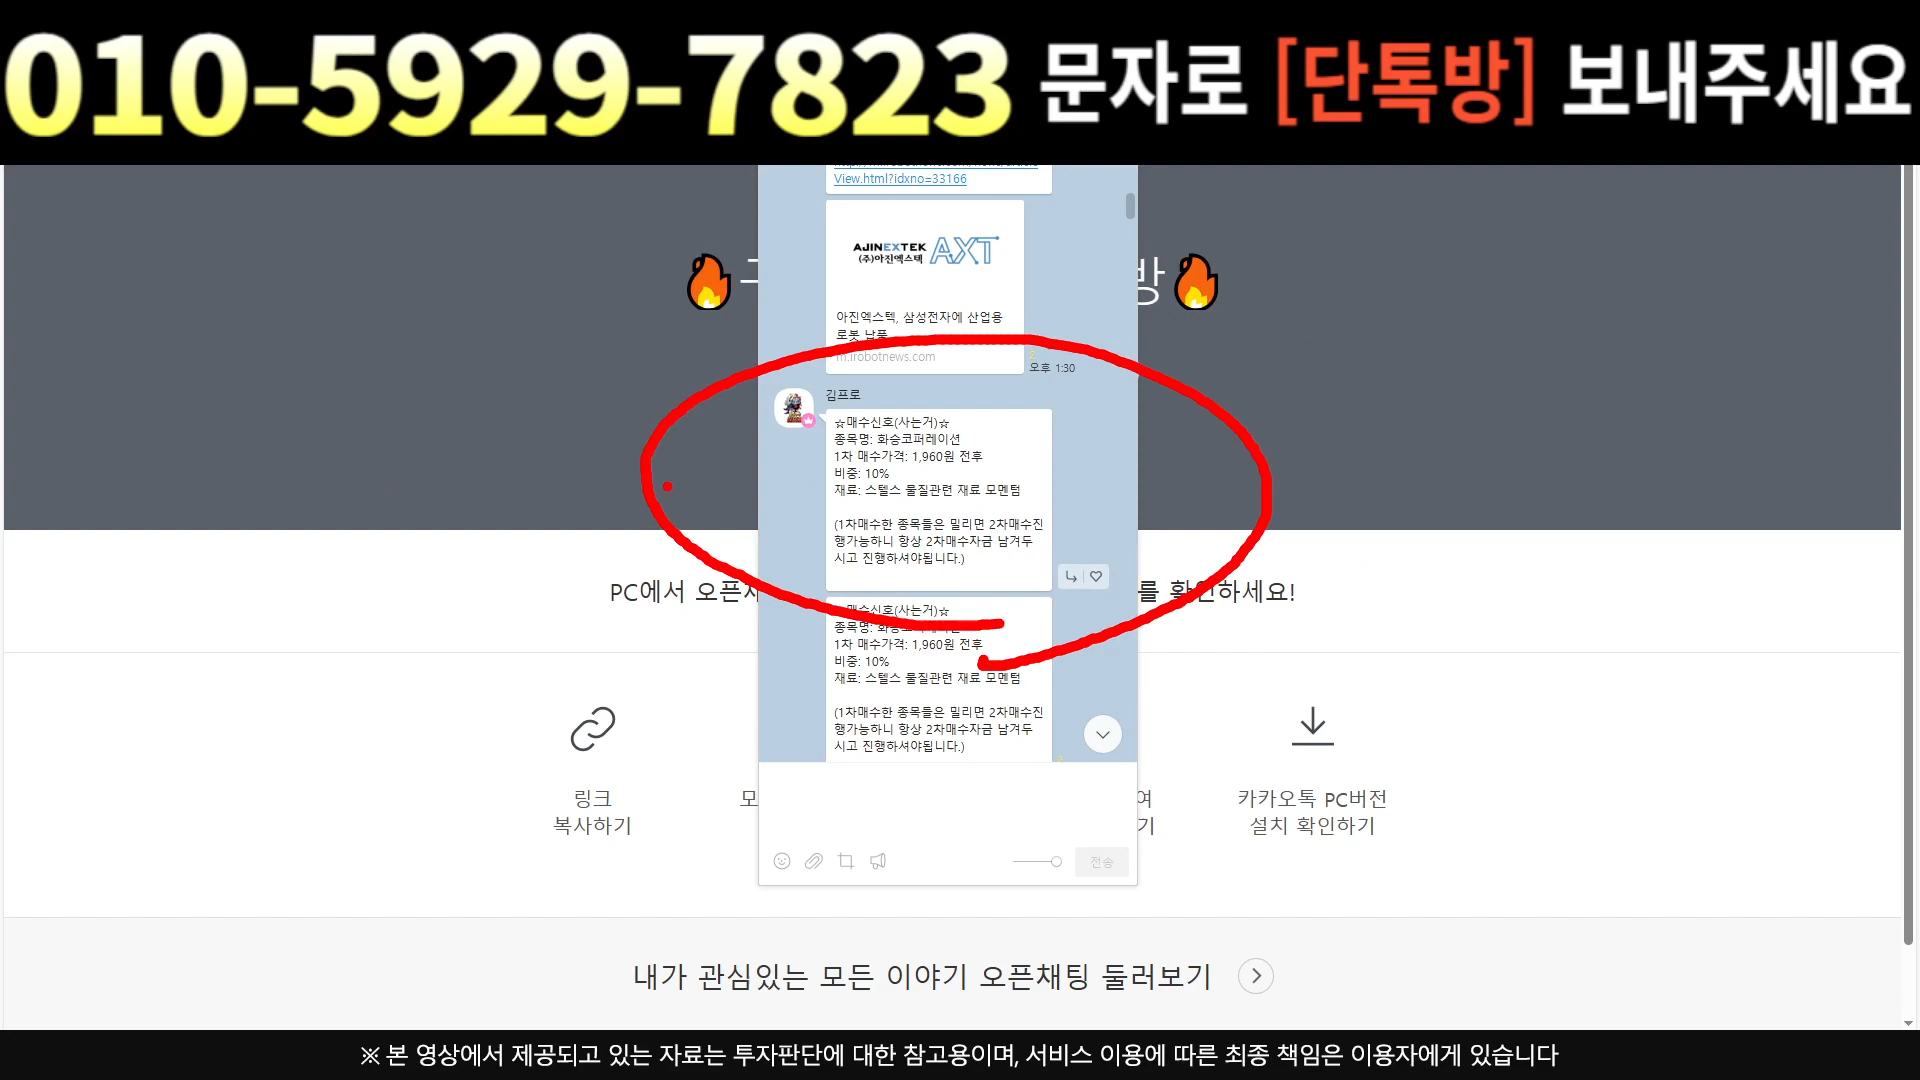 010-5929-7823 문자로 [단톡방] 보내주세요
View.html?idxno=33166
AJINEXTEK AXT
(주)아진엑스텍
방
아진엑스텍, 삼성전자에 산업용
로봇 납품
m.irobotnews.com
2
오후 1:30
김프로
☆매수신호(사는거)☆
종목명: 화승코퍼레이션
1차 매수가격: 1,960원 전후
비중: 10%
재료: 스텔스 물질관련 재료 모멘텀
(1차매수한 종목들은 밀리면 2차매수진
행가능하니 항상 2차매수자금 남겨두
시고 진행하셔야됩니다.)
PC에서 오픈채
를 확인하세요!
☆매수신호(사는거)☆
종목명: 화승코퍼레이션
1차 매수가격: 1,960원 전후
비중: 10%
재료: 스텔스 물질관련 재료 모멘텀
(1차매수한 종목들은 밀리면 2차매수진
행가능하니 항상 2차매수자금 남겨두
시고 진행하셔야됩니다.)
링크
복사하기
모
여
기
카카오톡 PC버전
설치 확인하기
전송
내가 관심있는 모든 이야기 오픈채팅 둘러보기
※ 본 영상에서 제공되고 있는 자료는 투자판단에 대한 참고용이며, 서비스 이용에 따른 최종 책임은 이용자에게 있습니다